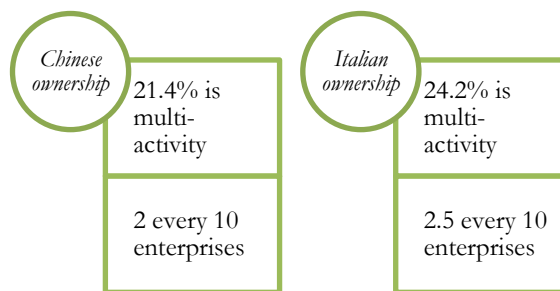 Chinese
ownership
21.4% is
multi-
activity
2 every 10
enterprises
Italian
ownership
24.2% is
multi-
activity
2.5 every 10
enterprises